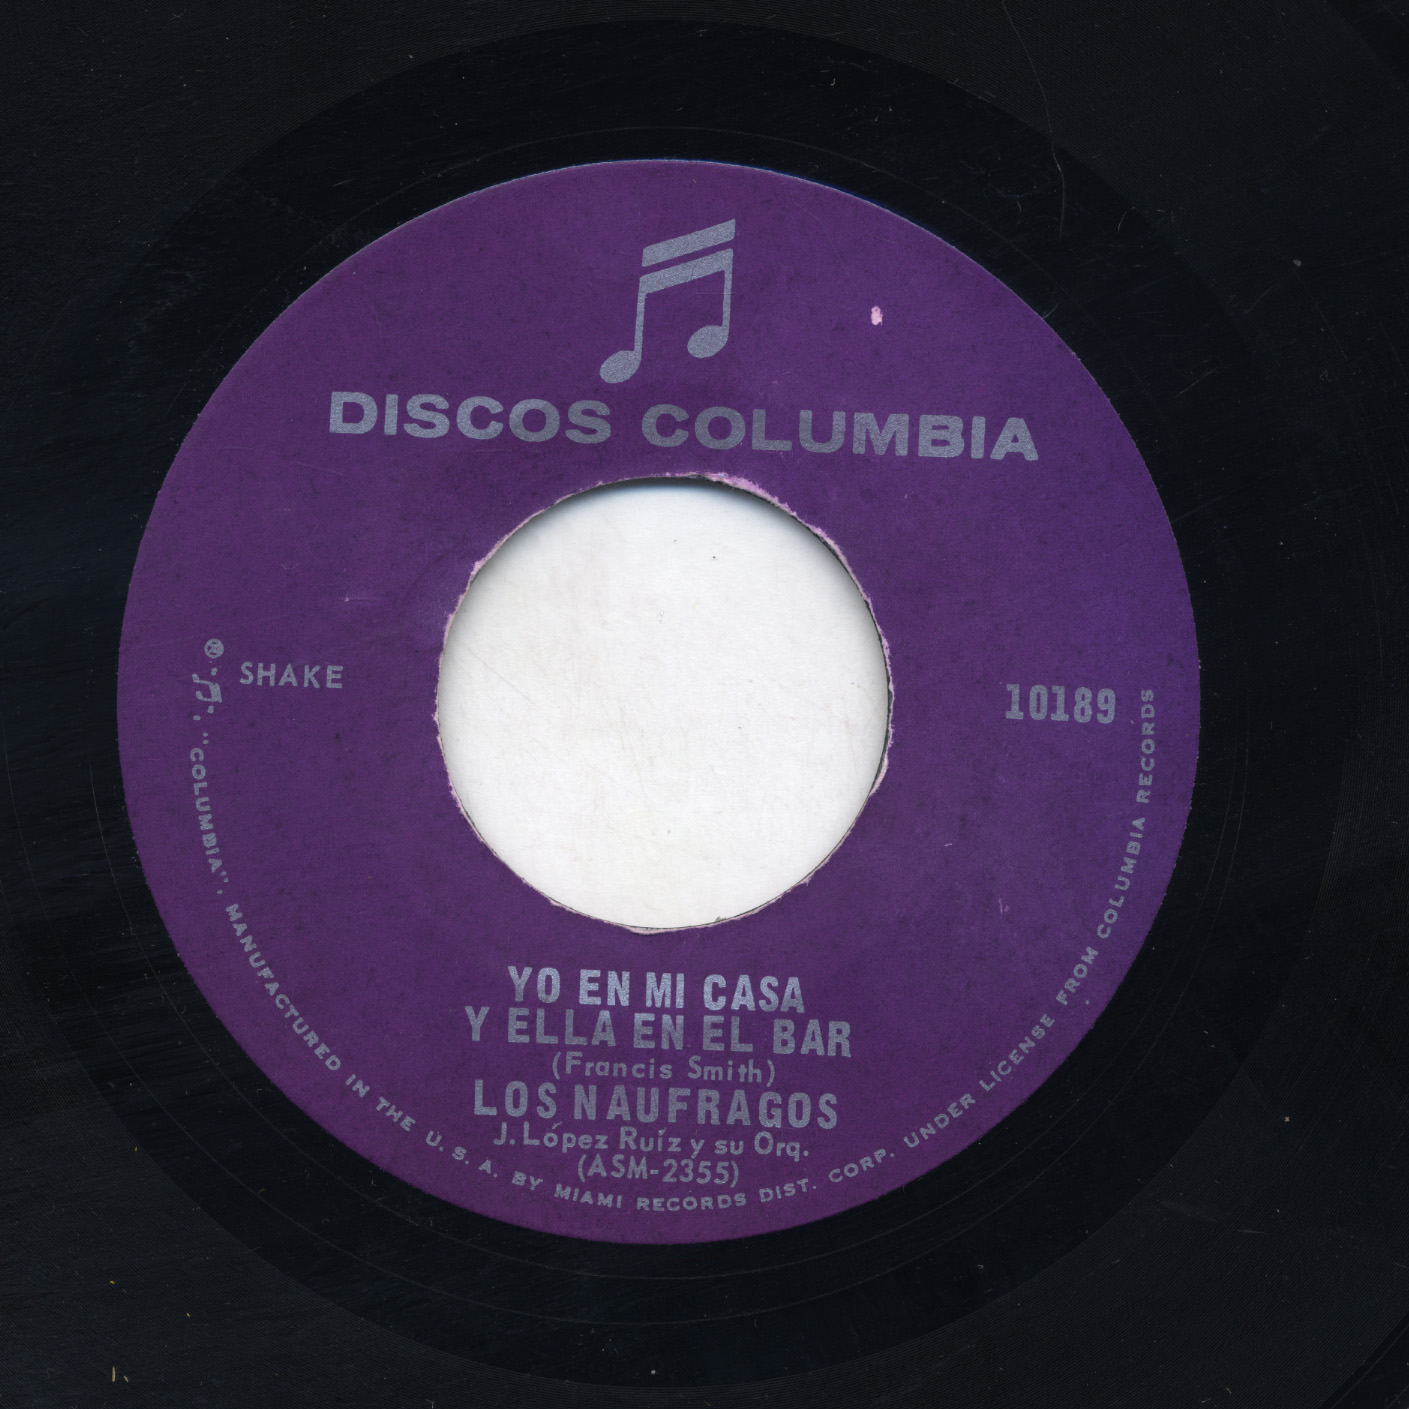 DISCOS COLUMBIA
SHAKE
10189
YO EN MI CASA
Y ELLA EN EL BAR
(Francis Smith)
LOS NAUFRAGOS
J. López Ruíz y su Orq.
(ASM-2355)
® "♫", "COLUMBIA", MANUFACTURED IN THE U.S.A. BY MIAMI RECORDS DIST. CORP. UNDER LICENSE FROM COLUMBIA RECORDS